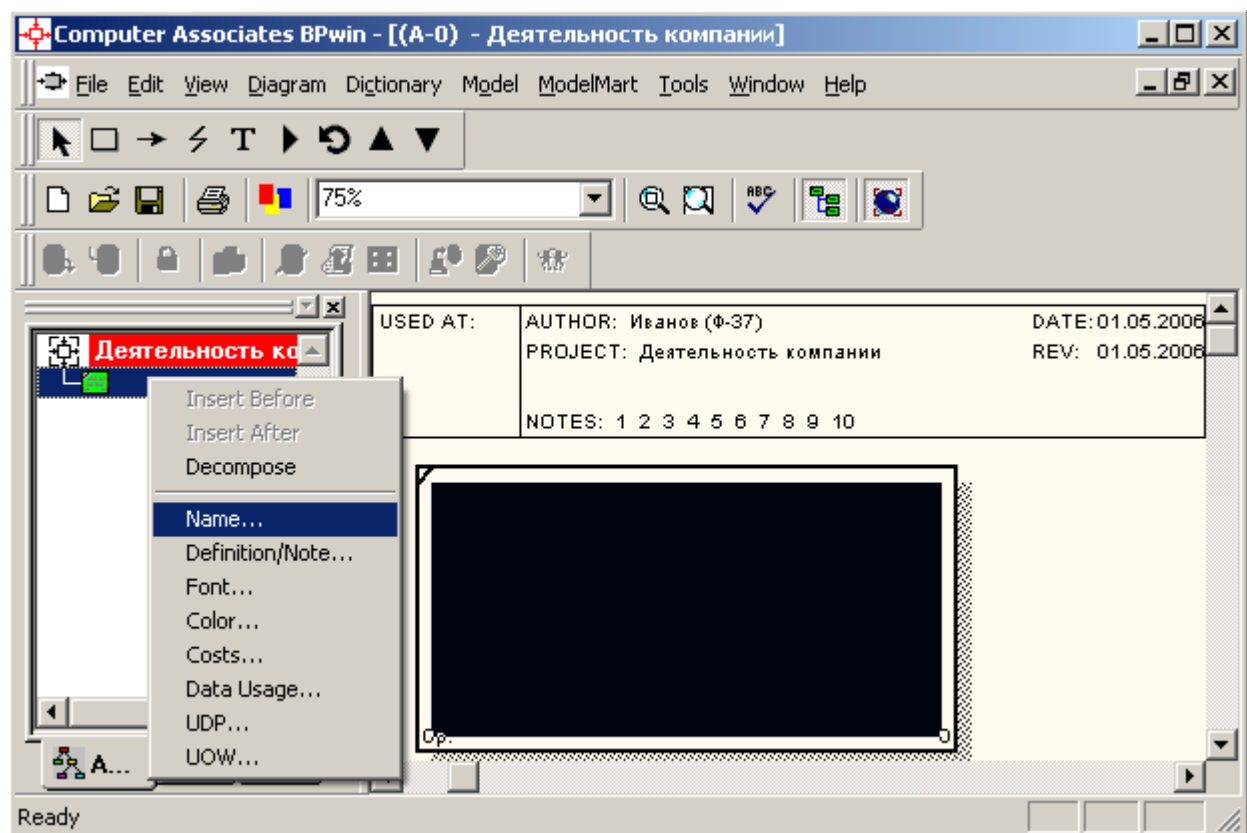 Computer Associates BPwin - [(A-0) - Деятельность компании]
File Edit View Diagram Dictionary Model ModelMart Tools Window Help
T
75%
ABC
Деятельность ко
USED AT:
AUTHOR: Иванов (Ф-37)
DATE: 01.05.2006
PROJECT: Деятельность компании
REV: 01.05.2006
NOTES: 1 2 3 4 5 6 7 8 9 10
Insert Before
Insert After
Decompose
Name...
Definition/Note...
Font...
Color...
Costs...
Data Usage...
UDP...
UOW...
0р.
0
A...
Ready